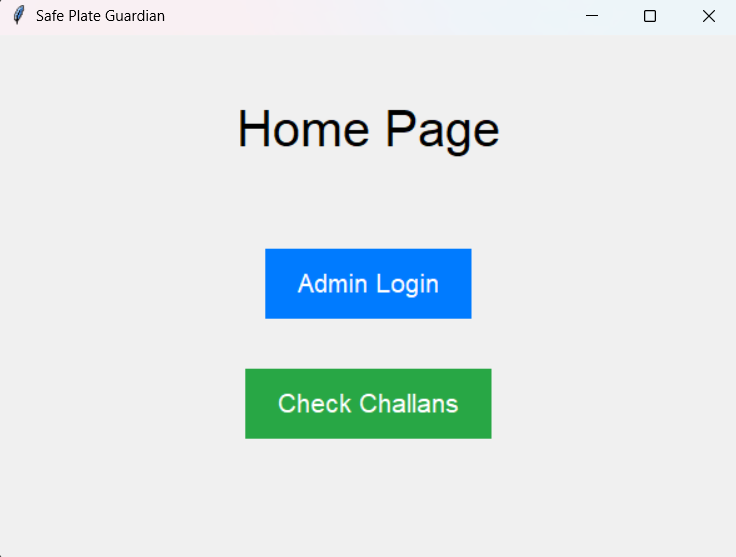 Safe Plate Guardian
Home Page
Admin Login
Check Challans